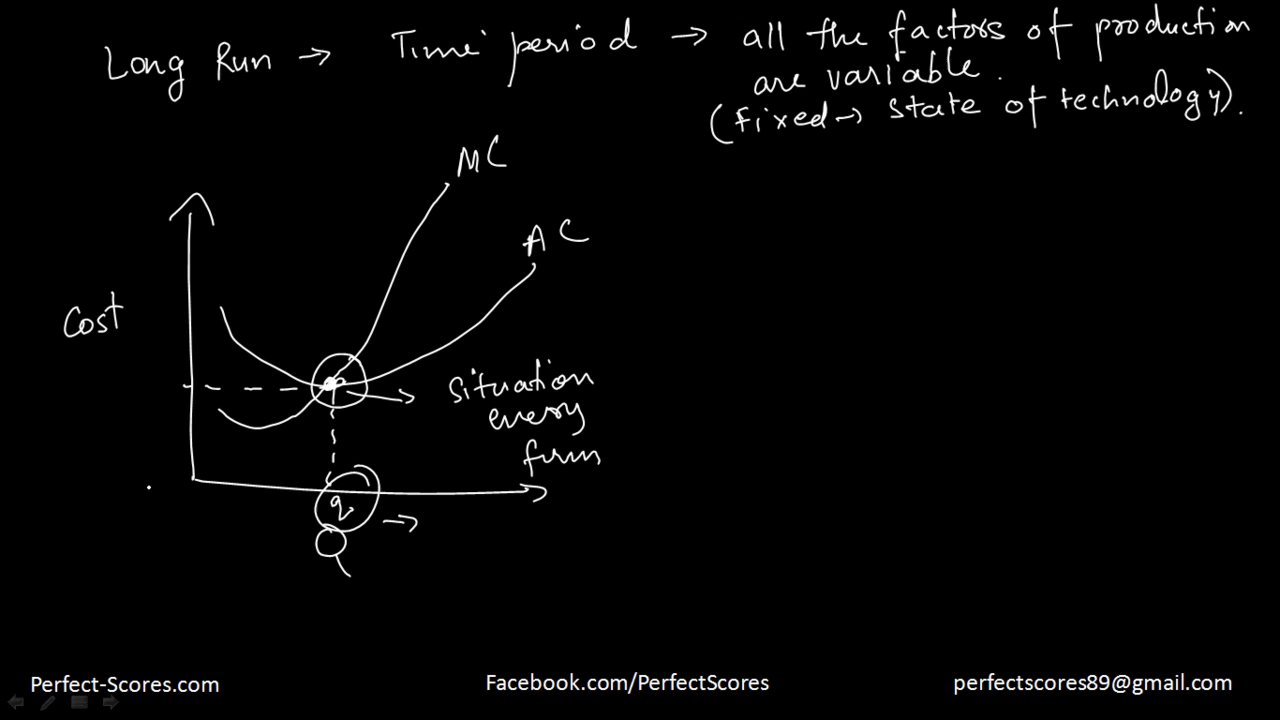 Long Run → Time period → all the factors of production
are variable.
(Fixed → State of technology).
MC
AC
Cost
Situation
every
firm
q
Perfect-Scores.com
Facebook.com/PerfectScores
perfectscores89@gmail.com